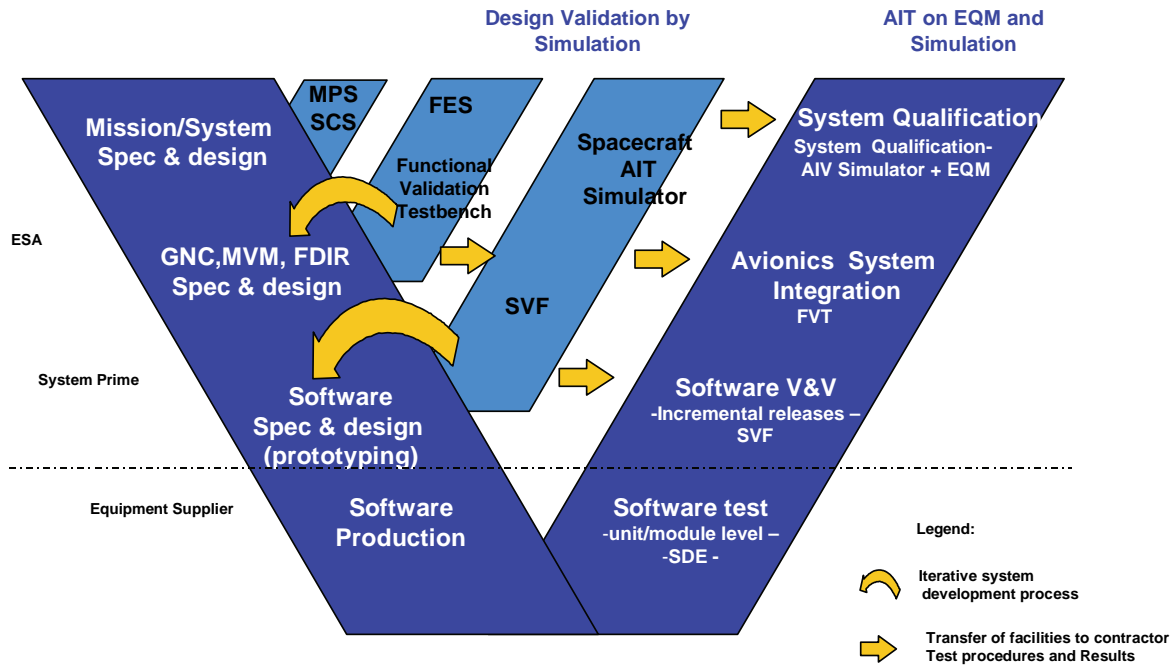 Design Validation by
Simulation
AIT on EQM and
Simulation
Mission/System
Spec & design
MPS
SCS
FES
Functional
Validation
Testbench
Spacecraft
AIT
Simulator
System Qualification
System Qualification-
AIV Simulator + EQM
ESA
GNC,MVM, FDIR
Spec & design
SVF
Avionics System
Integration
FVT
System Prime
Software
Spec & design
(prototyping)
Software V&V
-Incremental releases –
SVF
Equipment Supplier
Software
Production
Software test
-unit/module level –
-SDE -
Legend:
Iterative system
development process
Transfer of facilities to contractor
Test procedures and Results